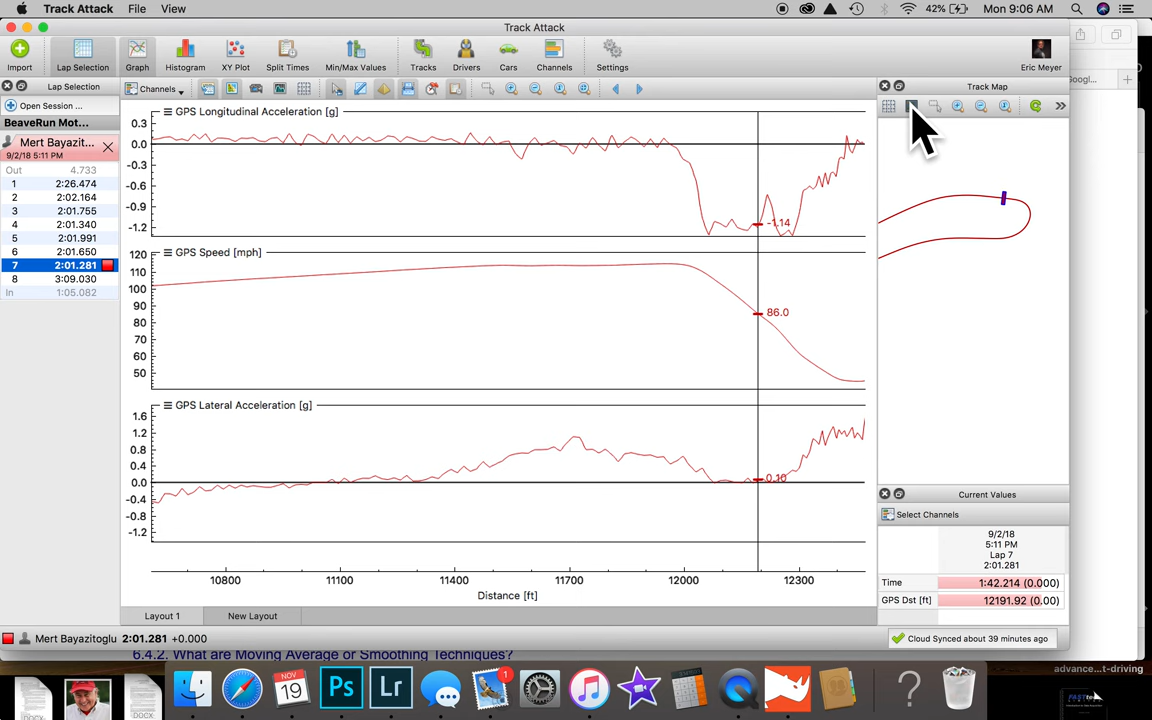 Track Attack File View
42% Mon 9:06 AM
Track Attack
Import Lap Selection Graph Histogram XY Plot Split Times Min/Max Values Tracks Drivers Cars Channels Settings Eric Meyer
Googl...
Lap Selection
Channels
Track Map
Open Session ...
BeaveRun Mot...
Mert Bayazit...
9/2/18 5:11 PM
Out 4.733
1 2:26.474
2 2:02.164
3 2:01.755
4 2:01.340
5 2:01.991
6 2:01.650
7 2:01.281
8 3:09.030
In 1:05.082
GPS Longitudinal Acceleration [g]
0.3
0.0
-0.3
-0.6
-0.9
-1.2
-1.14
GPS Speed [mph]
120
110
100
90
80
70
60
50
86.0
GPS Lateral Acceleration [g]
1.6
1.2
0.8
0.4
0.0
-0.4
-0.8
-1.2
0.10
10800 11100 11400 11700 12000 12300
Distance [ft]
Layout 1 New Layout
Current Values
Select Channels
9/2/18
5:11 PM
Lap 7
2:01.281
Time 1:42.214 (0.000)
GPS Dst [ft] 12191.92 (0.00)
Mert Bayazitoglu 2:01.281 +0.000
Cloud Synced about 39 minutes ago
6.4.2. What are Moving Average or Smoothing Techniques?
advance...t-driving
NOV
19
Ps
Lr
1
DOCX